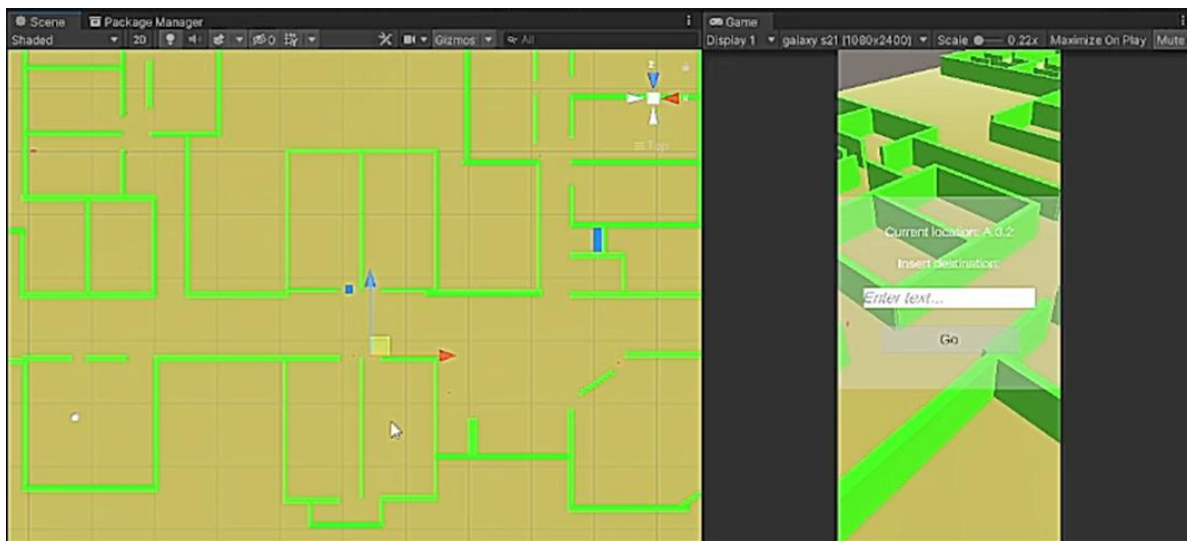 Scene Package Manager
Shaded 2D 0 Gizmos All
z
x
Top
Game
Display 1 galaxy s21 (1080x2400) Scale 0.22x Maximize On Play Mute
Current location: A.0.2
Insert destination:
Enter text...
Go